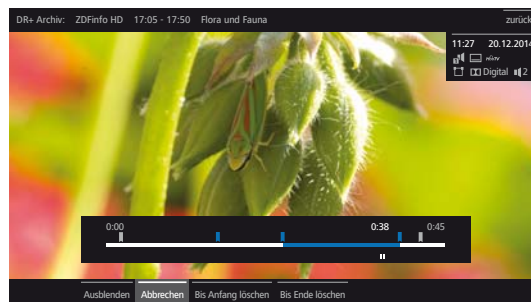 DR+ Archiv: ZDFinfo HD 17:05 - 17:50 Flora und Fauna
zurück
11:27 20.12.2014
HbbTV
Digital 2
0:00 0:38 0:45
Ausblenden Abbrechen Bis Anfang löschen Bis Ende löschen